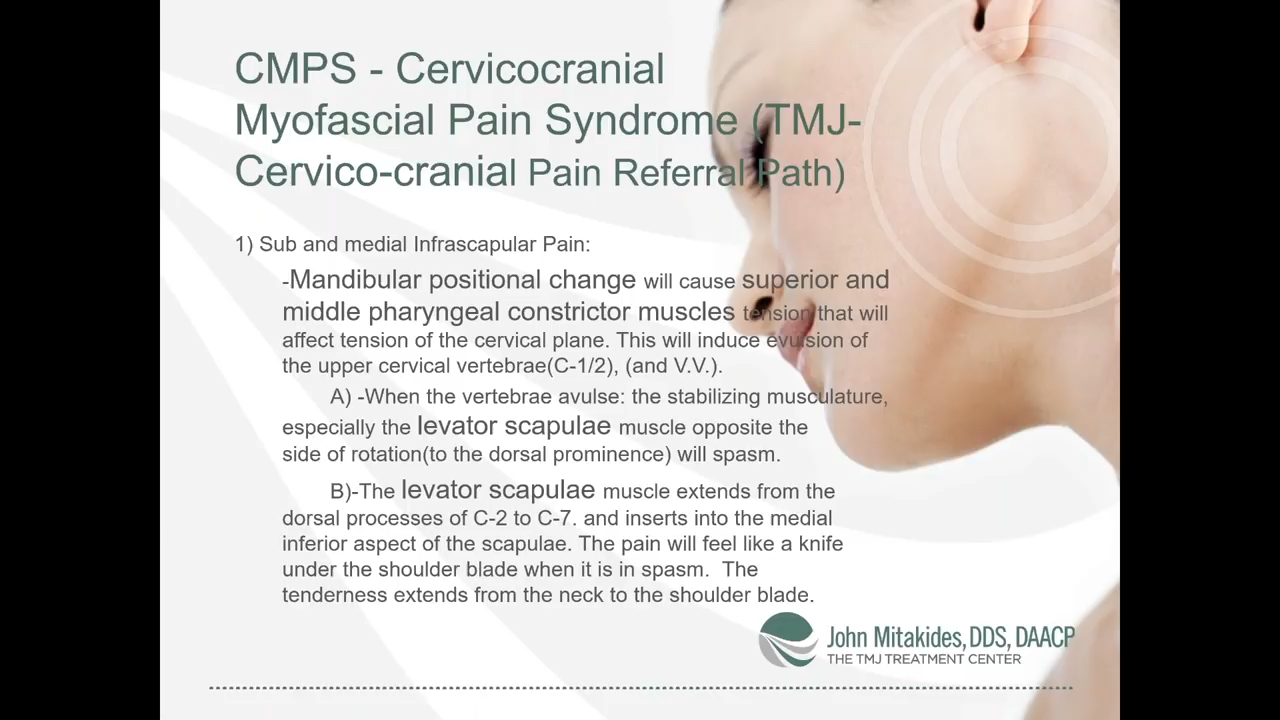 CMPS - Cervicocranial
Myofascial Pain Syndrome (TMJ-
Cervico-cranial Pain Referral Path)
1) Sub and medial Infrascapular Pain:
-Mandibular positional change will cause superior and
middle pharyngeal constrictor muscles tension that will
affect tension of the cervical plane. This will induce evulsion of
the upper cervical vertebrae(C-1/2), (and V.V.).
A) -When the vertebrae avulse: the stabilizing musculature,
especially the levator scapulae muscle opposite the
side of rotation(to the dorsal prominence) will spasm.
B)-The levator scapulae muscle extends from the
dorsal processes of C-2 to C-7. and inserts into the medial
inferior aspect of the scapulae. The pain will feel like a knife
under the shoulder blade when it is in spasm.  The
tenderness extends from the neck to the shoulder blade.
John Mitakides, DDS, DAACP
THE TMJ TREATMENT CENTER